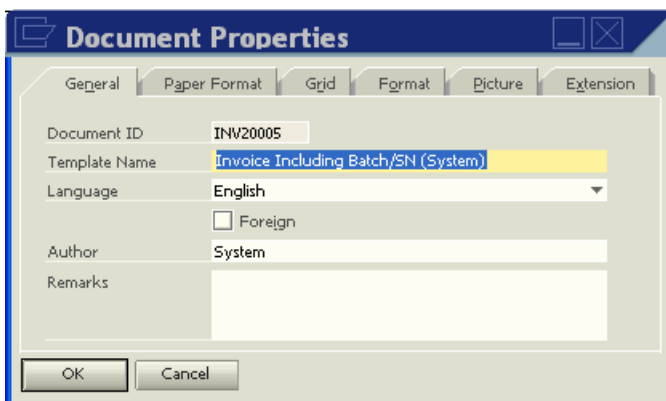 Document Properties
General Paper Format Grid Format Picture Extension
Document ID INV20005
Template Name Invoice Including Batch/SN (System)
Language English
Foreign
Author System
Remarks
OK Cancel